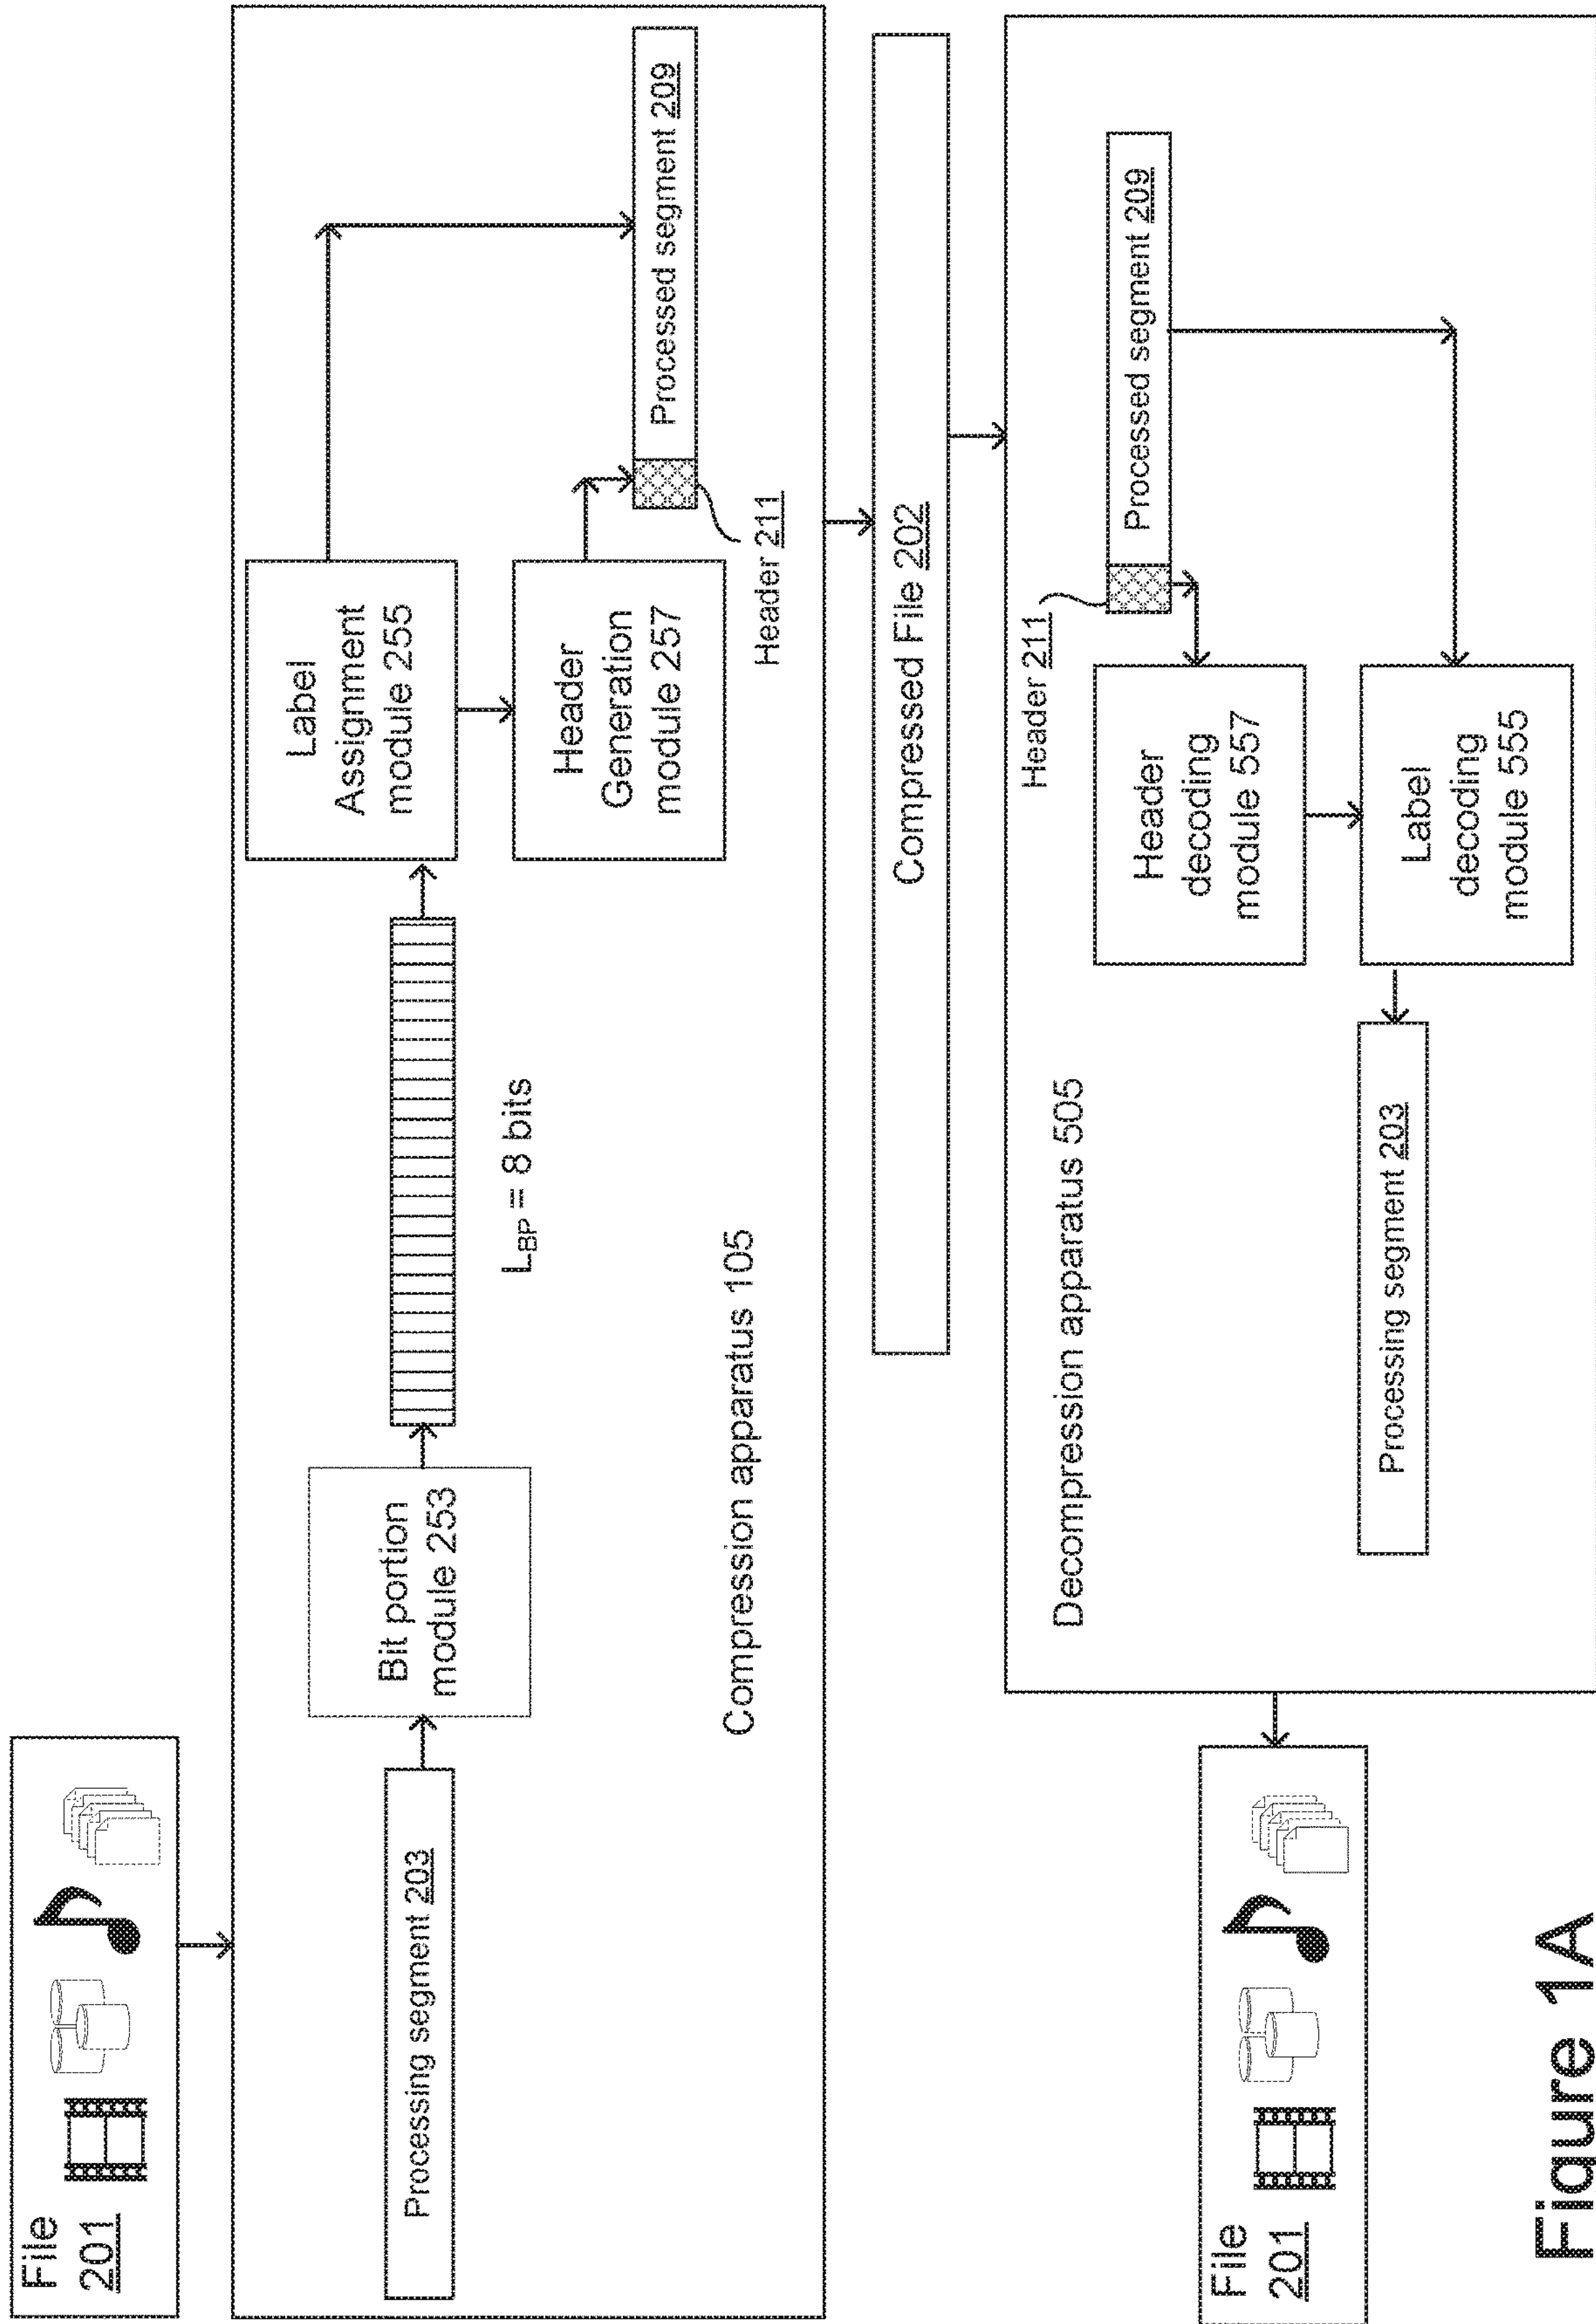 File
201
Processing segment 203
Bit portion
module 253
L_BP = 8 bits
Label
Assignment
module 255
Header
Generation
module 257
Processed segment 209
Header 211
Compression apparatus 105
Compressed File 202
Decompression apparatus 505
Header 211
Processed segment 209
Header
decoding
module 557
Label
decoding
module 555
Processing segment 203
File
201
Figure 1A